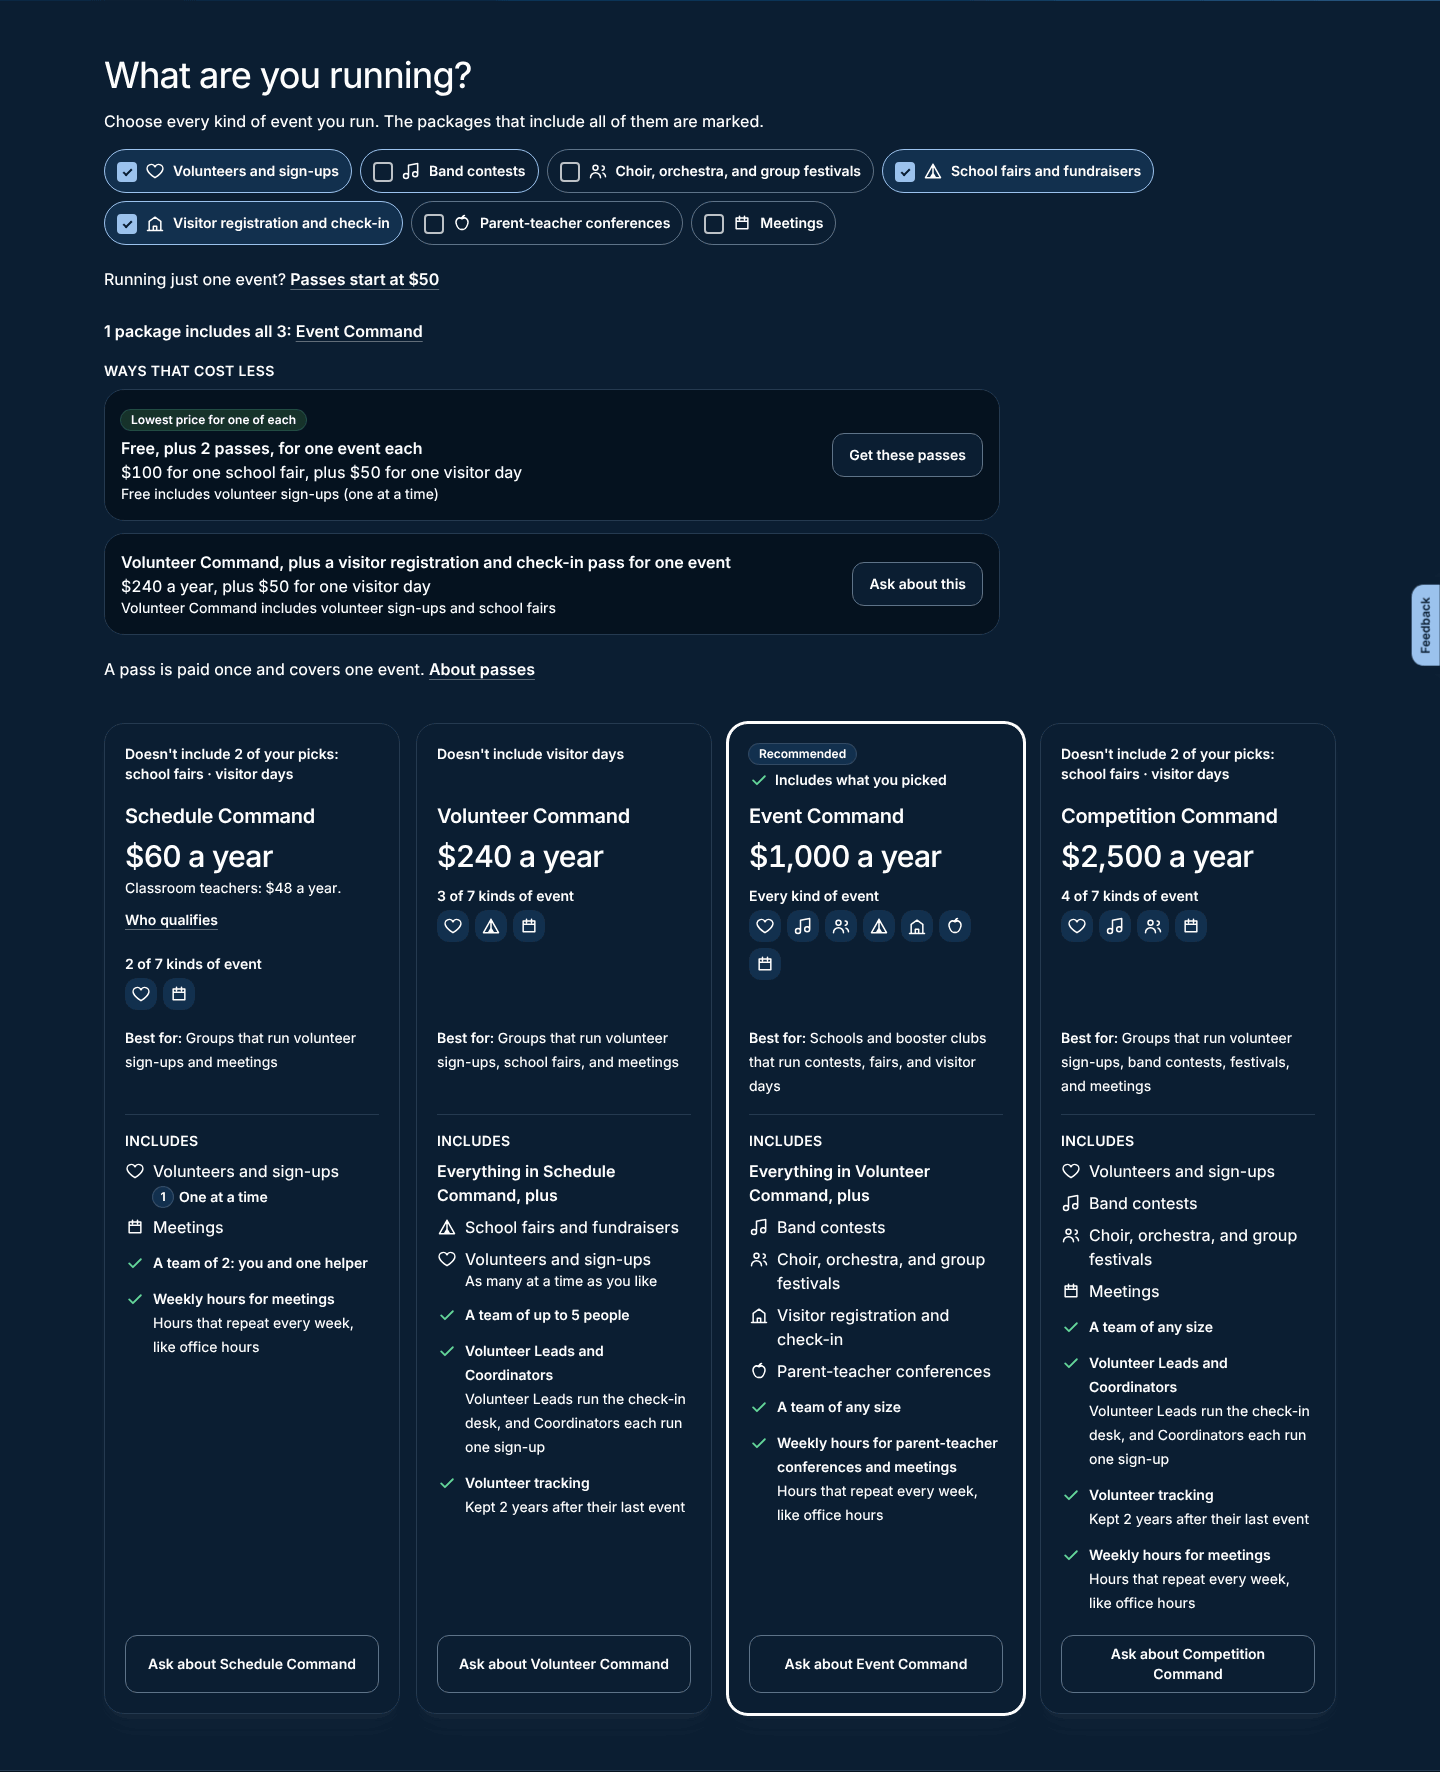 What are you running?
Choose every kind of event you run. The packages that include all of them are marked.
Volunteers and sign-ups
Band contests
Choir, orchestra, and group festivals
School fairs and fundraisers
Visitor registration and check-in
Parent-teacher conferences
Meetings
Running just one event? Passes start at $50
1 package includes all 3: Event Command
WAYS THAT COST LESS
Lowest price for one of each
Free, plus 2 passes, for one event each
$100 for one school fair, plus $50 for one visitor day
Free includes volunteer sign-ups (one at a time)
Get these passes
Volunteer Command, plus a visitor registration and check-in pass for one event
$240 a year, plus $50 for one visitor day
Volunteer Command includes volunteer sign-ups and school fairs
Ask about this
Feedback
A pass is paid once and covers one event. About passes
Doesn't include 2 of your picks:
school fairs · visitor days
Schedule Command
$60 a year
Classroom teachers: $48 a year.
Who qualifies
2 of 7 kinds of event
Best for: Groups that run volunteer
sign-ups and meetings
INCLUDES
Volunteers and sign-ups
1 One at a time
Meetings
A team of 2: you and one helper
Weekly hours for meetings
Hours that repeat every week,
like office hours
Ask about Schedule Command
Doesn't include visitor days
Volunteer Command
$240 a year
3 of 7 kinds of event
Best for: Groups that run volunteer
sign-ups, school fairs, and meetings
INCLUDES
Everything in Schedule
Command, plus
School fairs and fundraisers
Volunteers and sign-ups
As many at a time as you like
A team of up to 5 people
Volunteer Leads and
Coordinators
Volunteer Leads run the check-in
desk, and Coordinators each run
one sign-up
Volunteer tracking
Kept 2 years after their last event
Ask about Volunteer Command
Recommended
Includes what you picked
Event Command
$1,000 a year
Every kind of event
Best for: Schools and booster clubs
that run contests, fairs, and visitor
days
INCLUDES
Everything in Volunteer
Command, plus
Band contests
Choir, orchestra, and group
festivals
Visitor registration and
check-in
Parent-teacher conferences
A team of any size
Weekly hours for parent-teacher
conferences and meetings
Hours that repeat every week,
like office hours
Ask about Event Command
Doesn't include 2 of your picks:
school fairs · visitor days
Competition Command
$2,500 a year
4 of 7 kinds of event
Best for: Groups that run volunteer
sign-ups, band contests, festivals,
and meetings
INCLUDES
Volunteers and sign-ups
Band contests
Choir, orchestra, and group
festivals
Meetings
A team of any size
Volunteer Leads and
Coordinators
Volunteer Leads run the check-in
desk, and Coordinators each run
one sign-up
Volunteer tracking
Kept 2 years after their last event
Weekly hours for meetings
Hours that repeat every week,
like office hours
Ask about Competition
Command